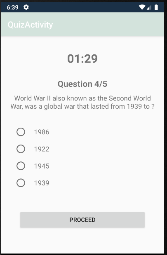 6:39
QuizActivity
01:29
Question 4/5
World War II also known as the Second World
War, was a global war that lasted from 1939 to ?
1986
1922
1945
1939
PROCEED